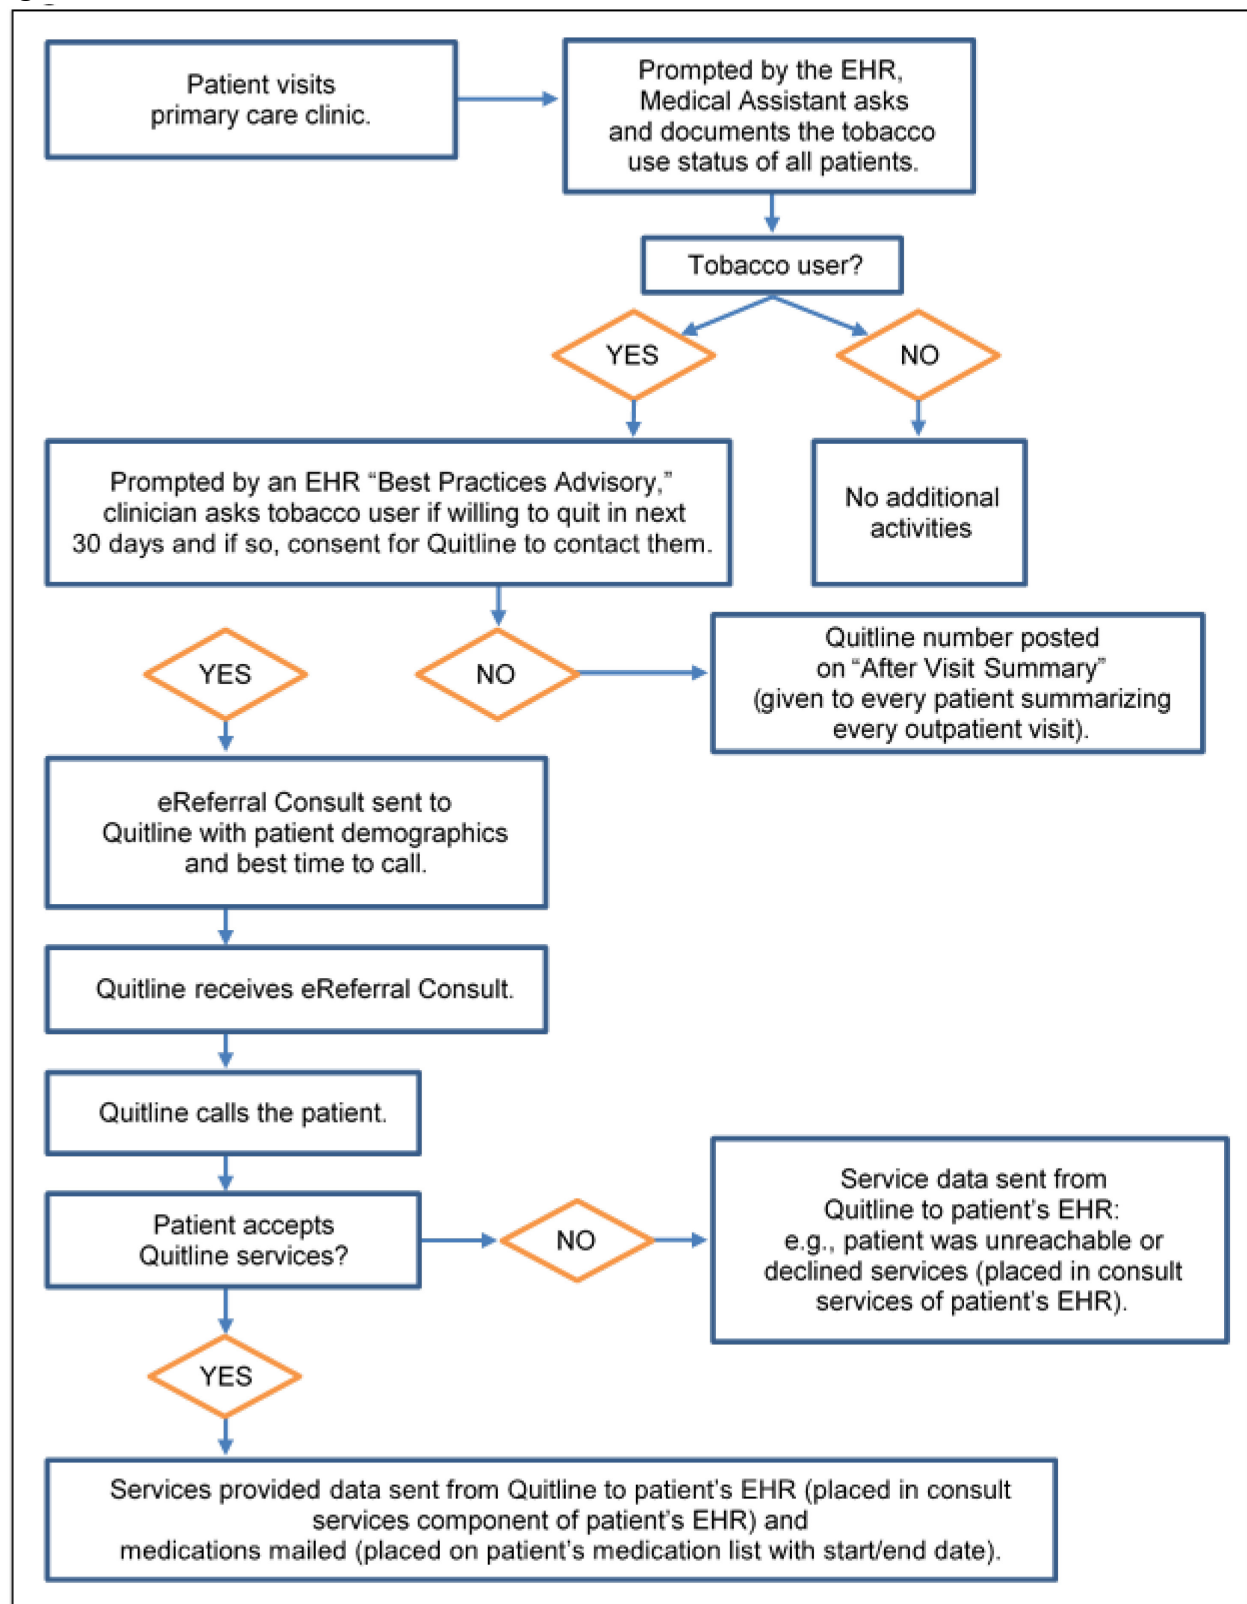 Patient visits
primary care clinic.
Prompted by the EHR,
Medical Assistant asks
and documents the tobacco
use status of all patients.
Tobacco user?
YES
NO
Prompted by an EHR “Best Practices Advisory,”
clinician asks tobacco user if willing to quit in next
30 days and if so, consent for Quitline to contact them.
No additional
activities
YES
NO
Quitline number posted
on “After Visit Summary”
(given to every patient summarizing
every outpatient visit).
eReferral Consult sent to
Quitline with patient demographics
and best time to call.
Quitline receives eReferral Consult.
Quitline calls the patient.
Patient accepts
Quitline services?
NO
Service data sent from
Quitline to patient’s EHR:
e.g., patient was unreachable or
declined services (placed in consult
services of patient’s EHR).
YES
Services provided data sent from Quitline to patient’s EHR (placed in consult
services component of patient’s EHR) and
medications mailed (placed on patient’s medication list with start/end date).